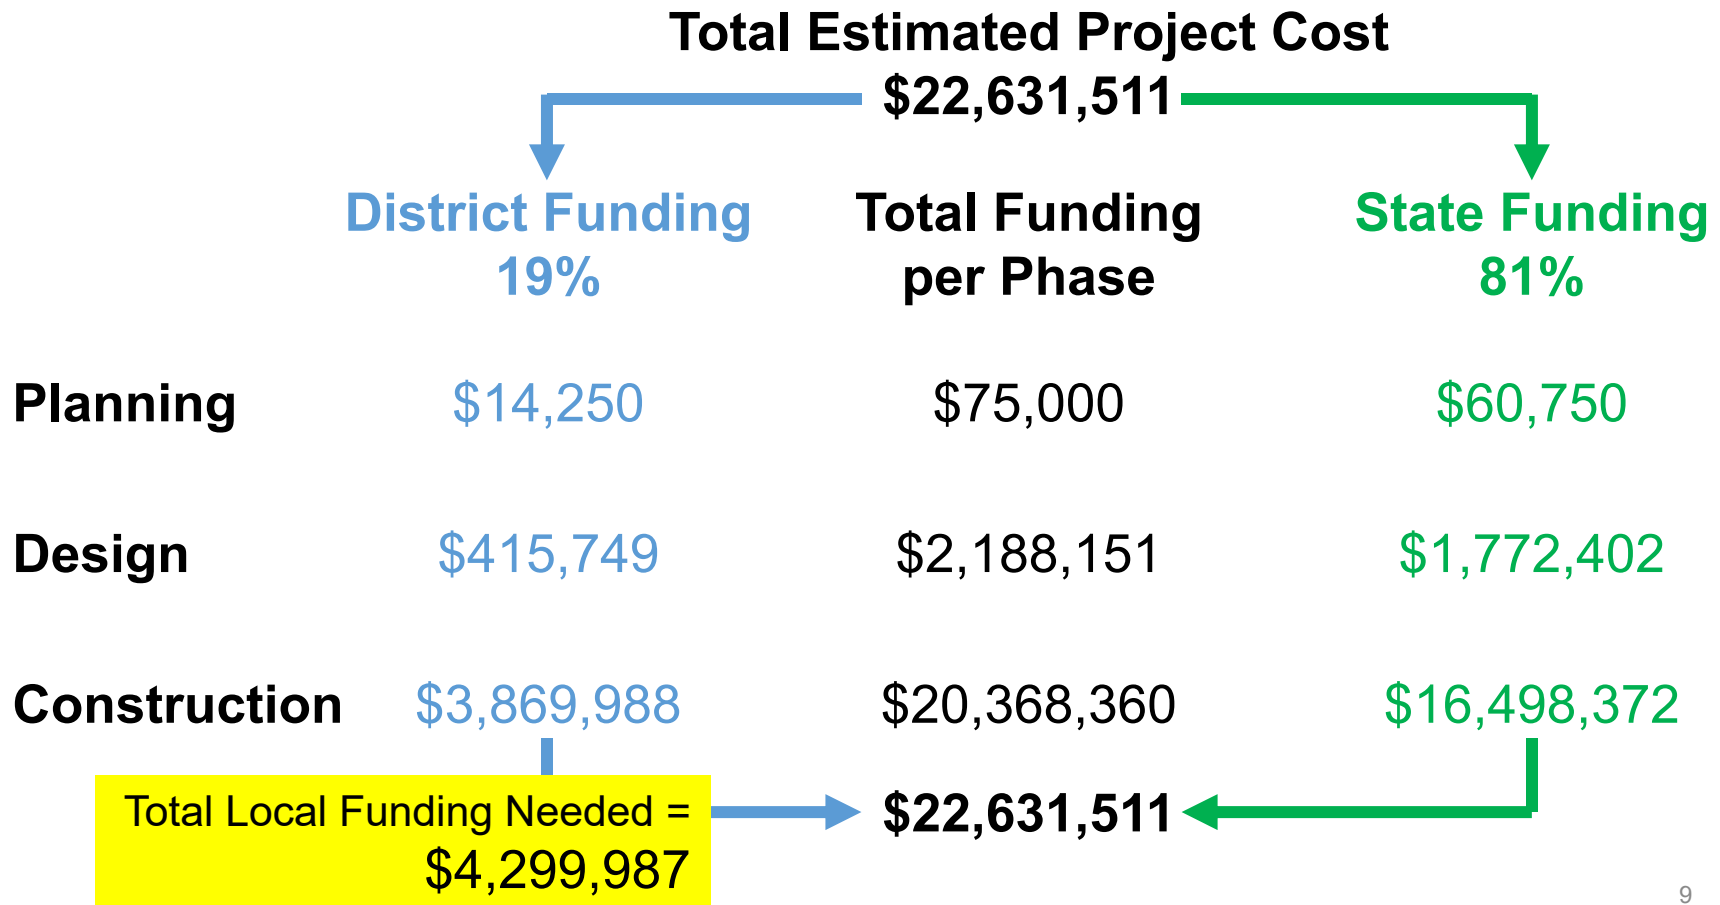 Total Estimated Project Cost
$22,631,511
District Funding
19%
Total Funding
per Phase
State Funding
81%
Planning $14,250 $75,000 $60,750
Design $415,749 $2,188,151 $1,772,402
Construction $3,869,988 $20,368,360 $16,498,372
Total Local Funding Needed =
$4,299,987
$22,631,511
9